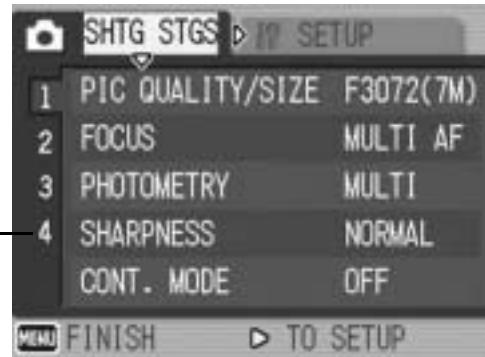 SHTG STGS SETUP
1 PIC QUALITY/SIZE F3072(7M)
2 FOCUS MULTI AF
3 PHOTOMETRY MULTI
4 SHARPNESS NORMAL
CONT. MODE OFF
MENU FINISH TO SETUP